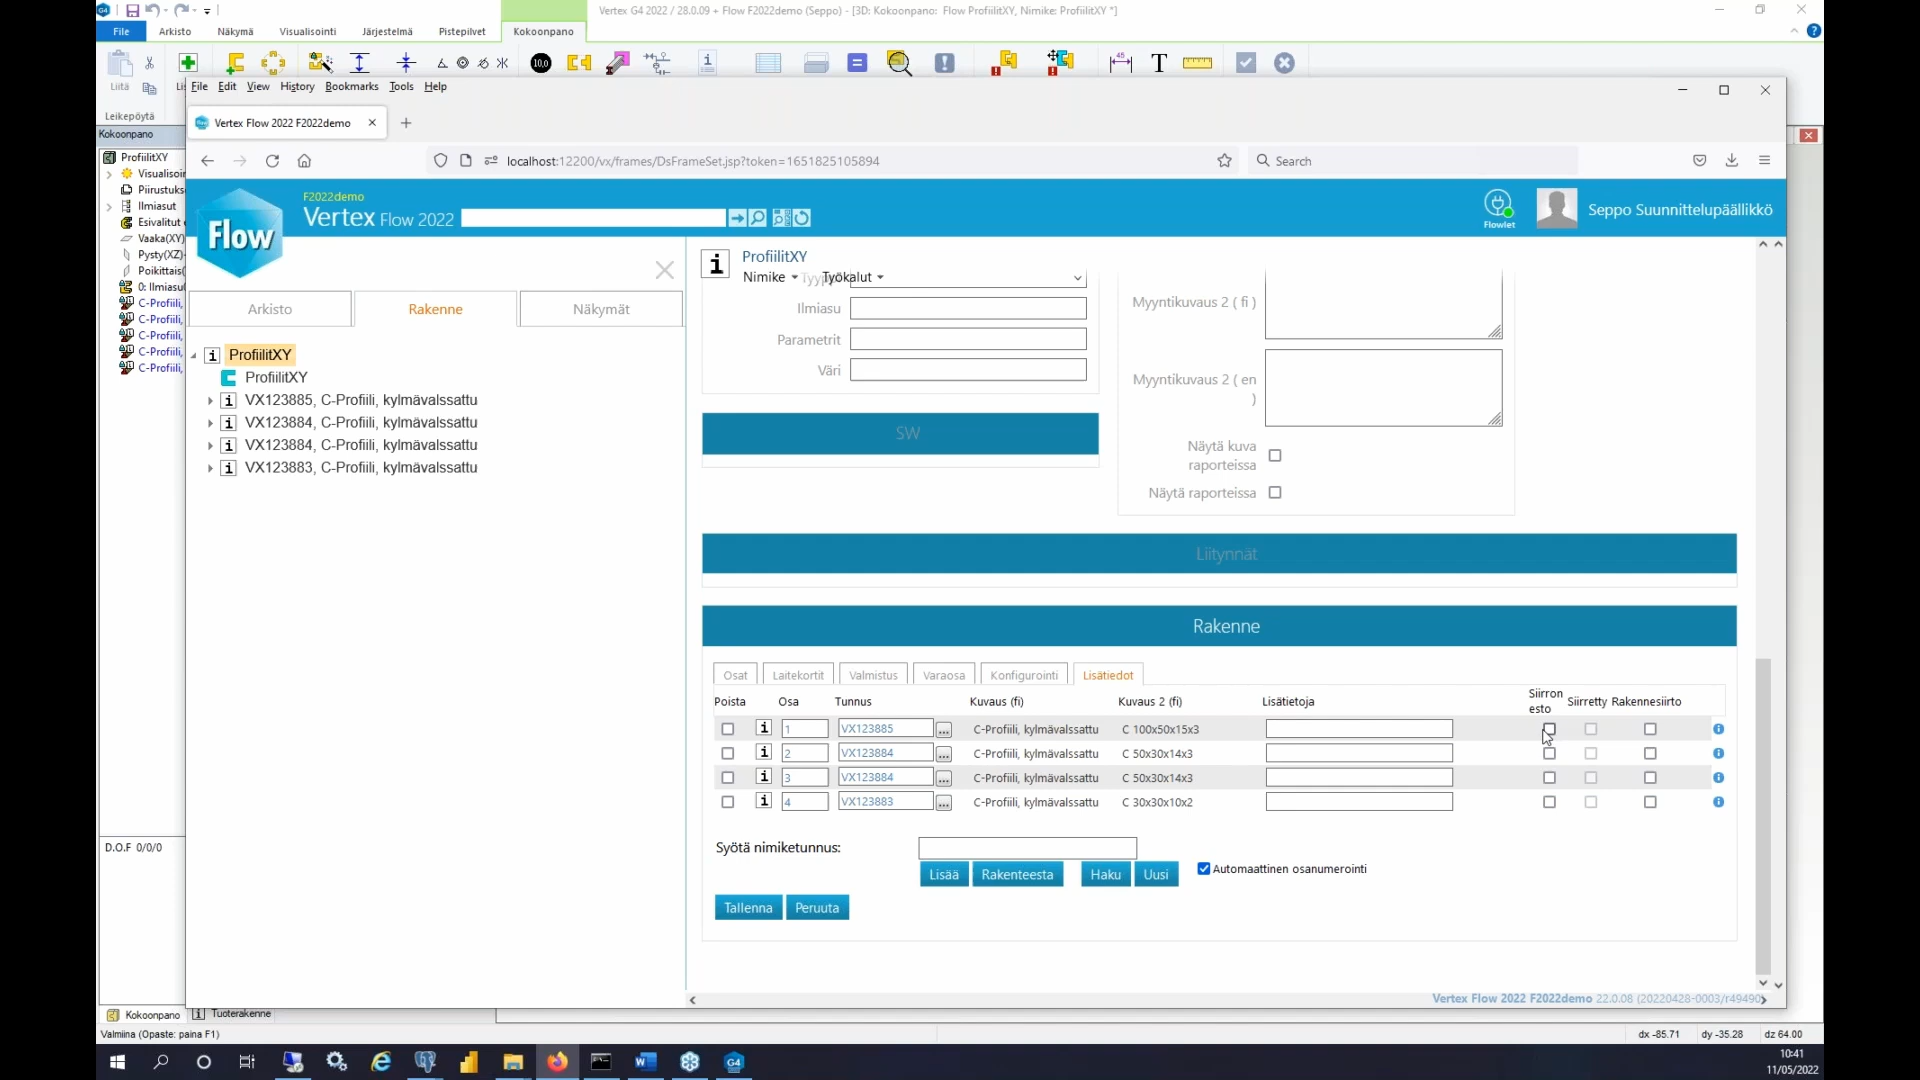 Vertex G4 2022 / 28.0.09 + Flow F2022demo (Seppo) - [3D: Kokoonpano: Flow ProfiilitXY, Nimike: ProfiilitXY *]
File Arkisto Näkymä Visualisointi Järjestelmä Pistepilvet Kokoonpano
Liitä
Leikepöytä
Kokoonpano
ProfiilitXY
Visualisoin
Piirustukse
Ilmiasut
Esivalitut
Vaaka(XY)
Pysty(XZ)
Poikittais(
0: Ilmiasu
C-Profiili,
C-Profiili,
C-Profiili,
C-Profiili,
C-Profiili,
D.O.F 0/0/0
File Edit View History Bookmarks Tools Help
Vertex Flow 2022 F2022demo
localhost:12200/vx/frames/DsFrameSet.jsp?token=1651825105894
Search
Flow
F2022demo
Vertex Flow 2022
Flowlet
Seppo Suunnittelupäällikkö
Arkisto Rakenne Näkymät
ProfiilitXY
ProfiilitXY
VX123885, C-Profiili, kylmävalssattu
VX123884, C-Profiili, kylmävalssattu
VX123884, C-Profiili, kylmävalssattu
VX123883, C-Profiili, kylmävalssattu
ProfiilitXY
Nimike Työkalut
Ilmiasu
Parametrit
Väri
SW
Myyntikuvaus 2 ( fi )
Myyntikuvaus 2 ( en
)
Näytä kuva
raporteissa
Näytä raporteissa
Liitynnät
Rakenne
Osat Laitekortit Valmistus Varaosa Konfigurointi Lisätiedot
Poista Osa Tunnus Kuvaus (fi) Kuvaus 2 (fi) Lisätietoja Siirron esto Siirretty Rakennesiirto
1 VX123885 ... C-Profiili, kylmävalssattu C 100x50x15x3
2 VX123884 ... C-Profiili, kylmävalssattu C 50x30x14x3
3 VX123884 ... C-Profiili, kylmävalssattu C 50x30x14x3
4 VX123883 ... C-Profiili, kylmävalssattu C 30x30x10x2
Syötä nimiketunnus:
Lisää Rakenteesta Haku Uusi Automaattinen osanumerointi
Tallenna Peruuta
Vertex Flow 2022 F2022demo 22.0.08 (20220428-0003/r49490
Kokoonpano Tuoterakenne
Valmiina (Opaste: paina F1)
dx -85.71 dy -35.28 dz 64.00
10:41
11/05/2022